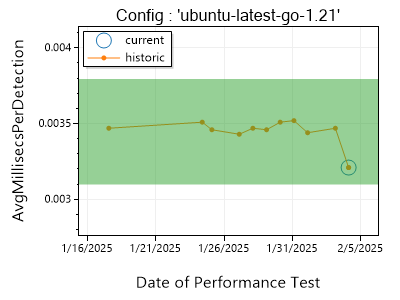 Config : 'ubuntu-latest-go-1.21'
current
historic
AvgMillisecsPerDetection
0.004
0.0035
0.003
1/16/2025
1/21/2025
1/26/2025
1/31/2025
2/5/2025
Date of Performance Test